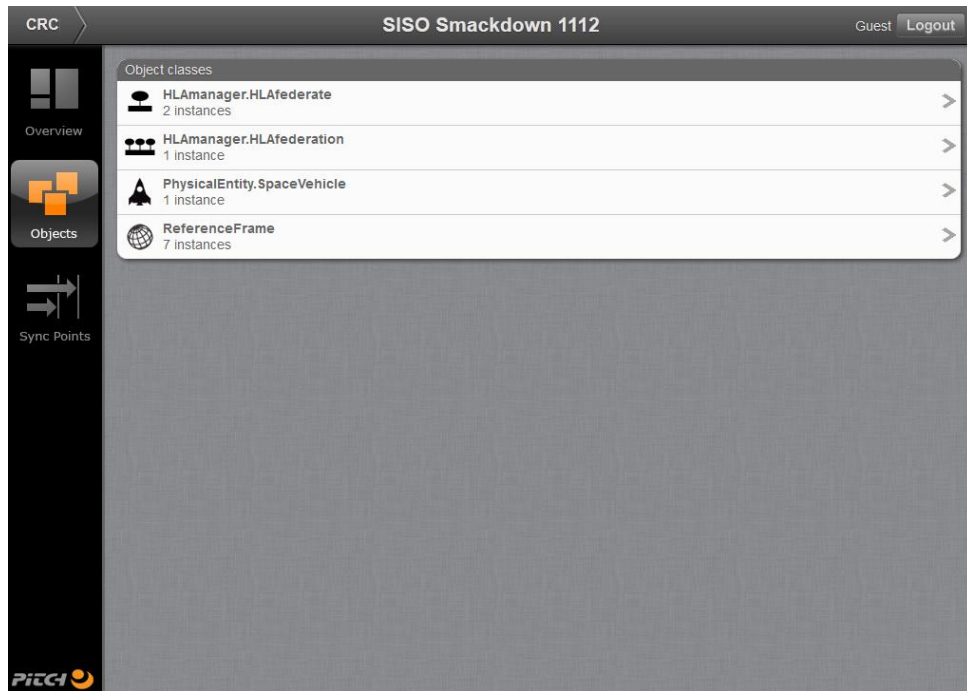 CRC
SISO Smackdown 1112
Guest Logout
Overview
Objects
Sync Points
Object classes
HLAmanager.HLAfederate
2 instances
HLAmanager.HLAfederation
1 instance
PhysicalEntity.SpaceVehicle
1 instance
ReferenceFrame
7 instances
PITCH